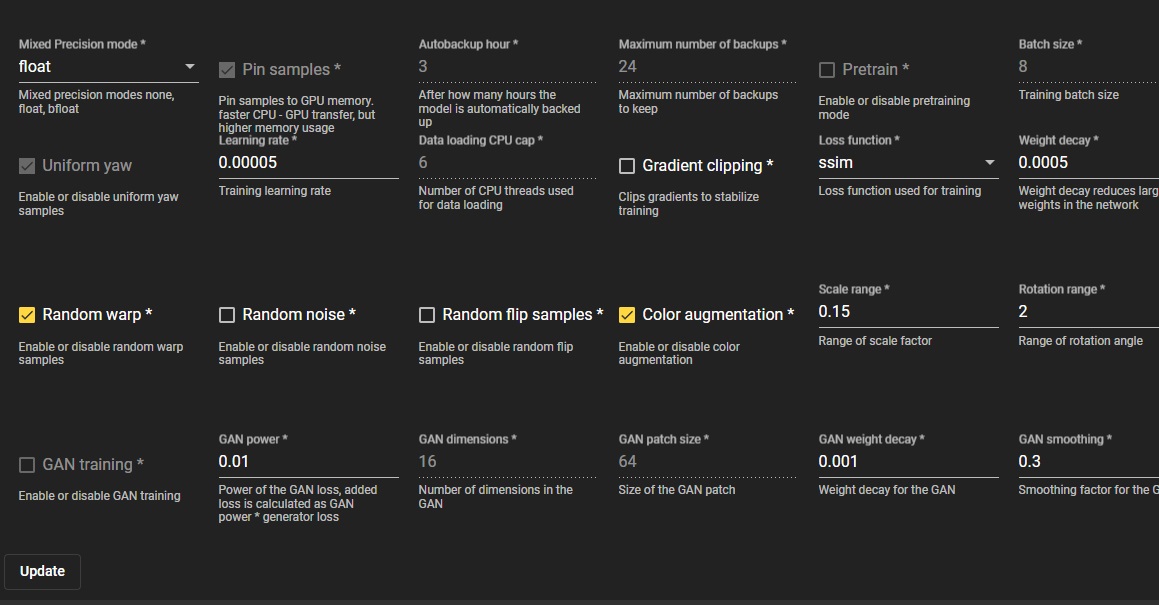 Mixed Precision mode *
float
Mixed precision modes none,
float, bfloat
Pin samples *
Pin samples to GPU memory.
faster CPU - GPU transfer, but
higher memory usage
Autobackup hour *
3
After how many hours the
model is automatically backed
up
Maximum number of backups *
24
Maximum number of backups
to keep
Pretrain *
Enable or disable pretraining
mode
Batch size *
8
Training batch size
Uniform yaw
Enable or disable uniform yaw
samples
Learning rate *
0.00005
Training learning rate
Data loading CPU cap *
6
Number of CPU threads used
for data loading
Gradient clipping *
Clips gradients to stabilize
training
Loss function *
ssim
Loss function used for training
Weight decay *
0.0005
Weight decay reduces larg
weights in the network
Random warp *
Enable or disable random warp
samples
Random noise *
Enable or disable random noise
samples
Random flip samples *
Enable or disable random flip
samples
Color augmentation *
Enable or disable color
augmentation
Scale range *
0.15
Range of scale factor
Rotation range *
2
Range of rotation angle
GAN training *
Enable or disable GAN training
GAN power *
0.01
Power of the GAN loss, added
loss is calculated as GAN
power * generator loss
GAN dimensions *
16
Number of dimensions in the
GAN
GAN patch size *
64
Size of the GAN patch
GAN weight decay *
0.001
Weight decay for the GAN
GAN smoothing *
0.3
Smoothing factor for the G
Update